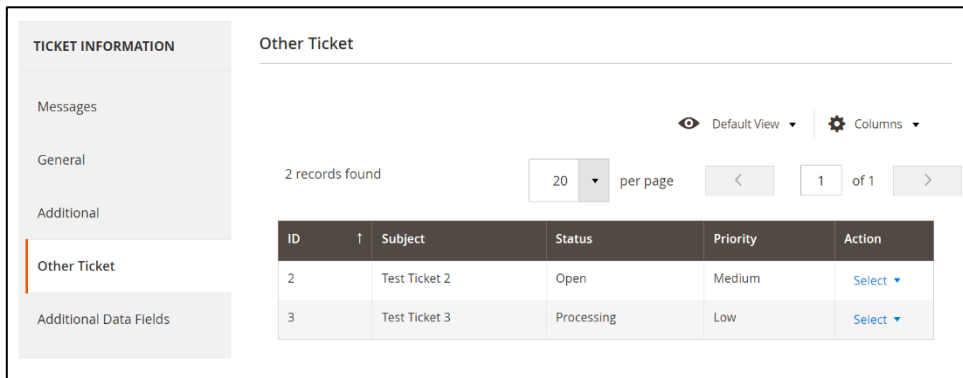 TICKET INFORMATION
Messages
General
Additional
Other Ticket
Additional Data Fields
Other Ticket
Default View Columns
2 records found 20 per page 1 of 1
ID ↑ Subject Status Priority Action
2 Test Ticket 2 Open Medium Select
3 Test Ticket 3 Processing Low Select